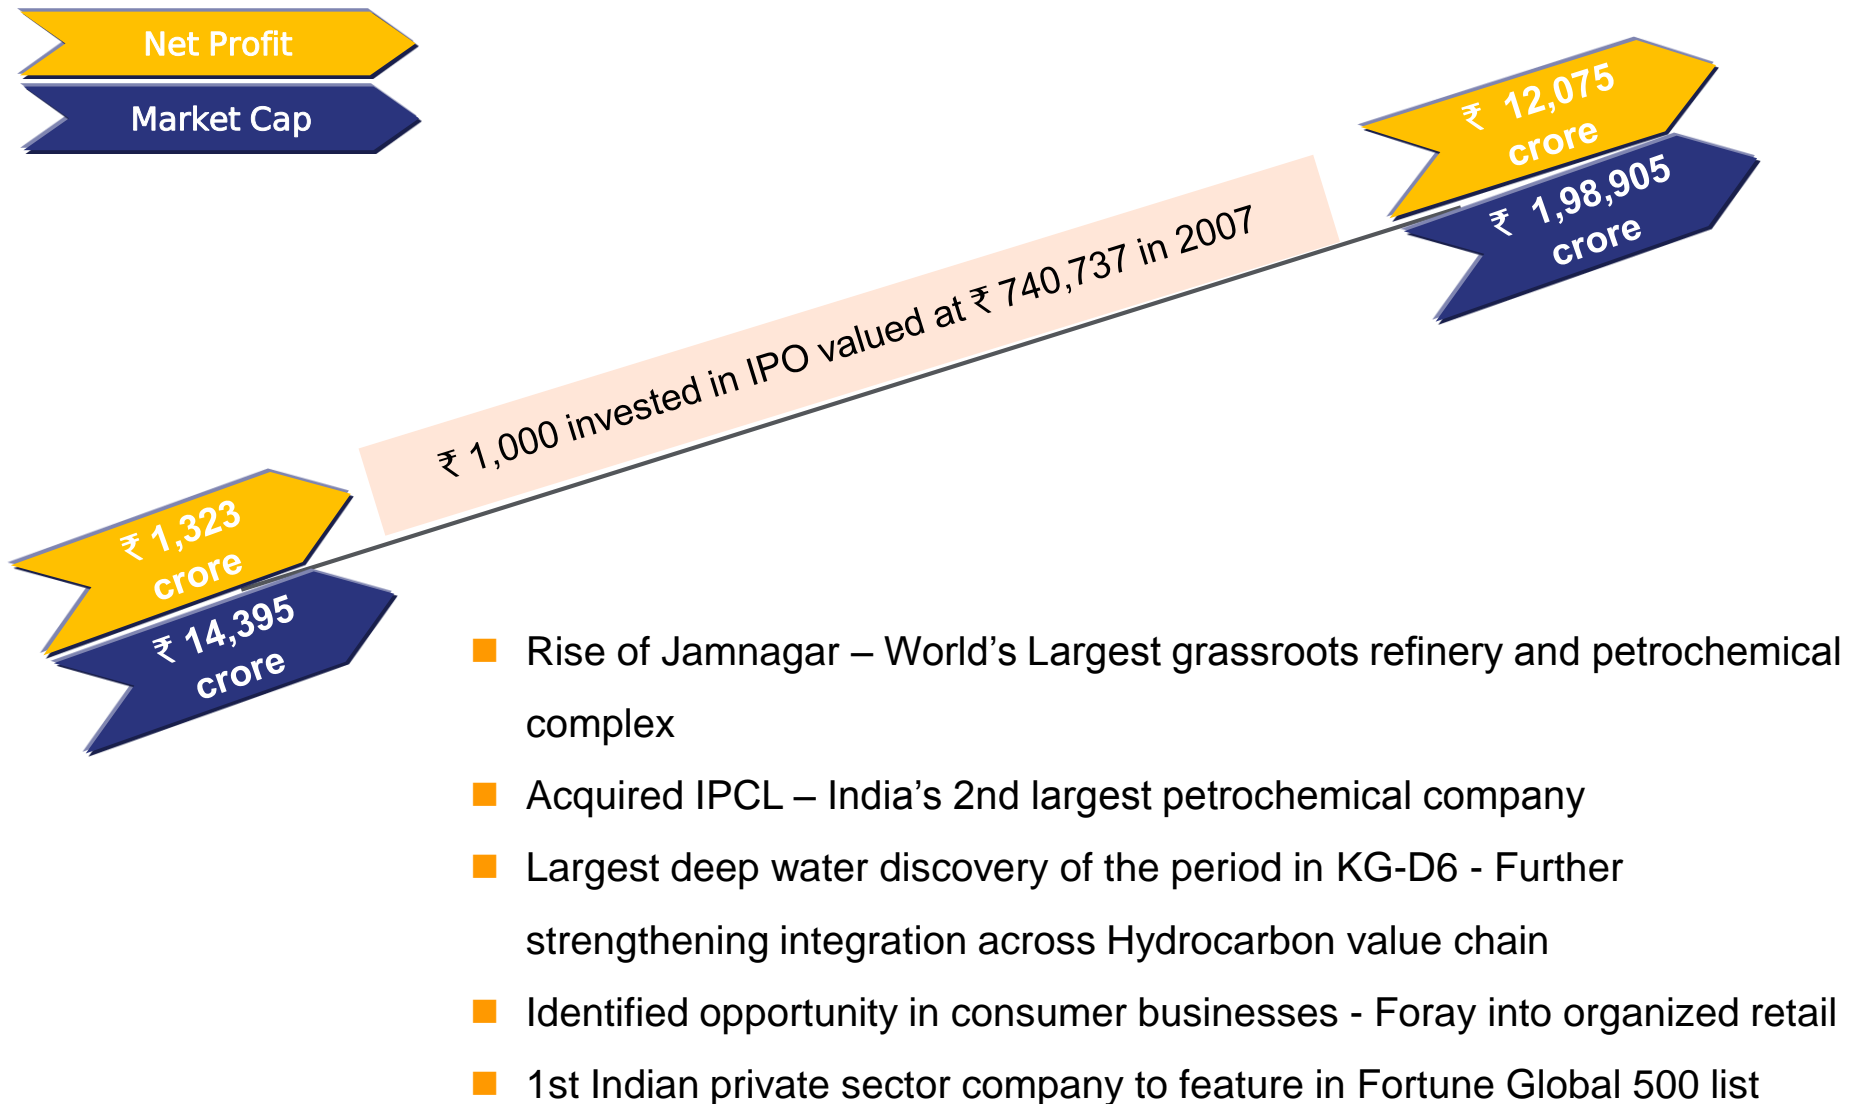 Net Profit
Market Cap
₹ 12,075
crore
₹ 1,98,905
crore
₹ 1,000 invested in IPO valued at ₹ 740,737 in 2007
₹ 1,323
crore
₹ 14,395
crore
Rise of Jamnagar – World’s Largest grassroots refinery and petrochemical
complex
Acquired IPCL – India’s 2nd largest petrochemical company
Largest deep water discovery of the period in KG-D6 - Further
strengthening integration across Hydrocarbon value chain
Identified opportunity in consumer businesses - Foray into organized retail
1st Indian private sector company to feature in Fortune Global 500 list